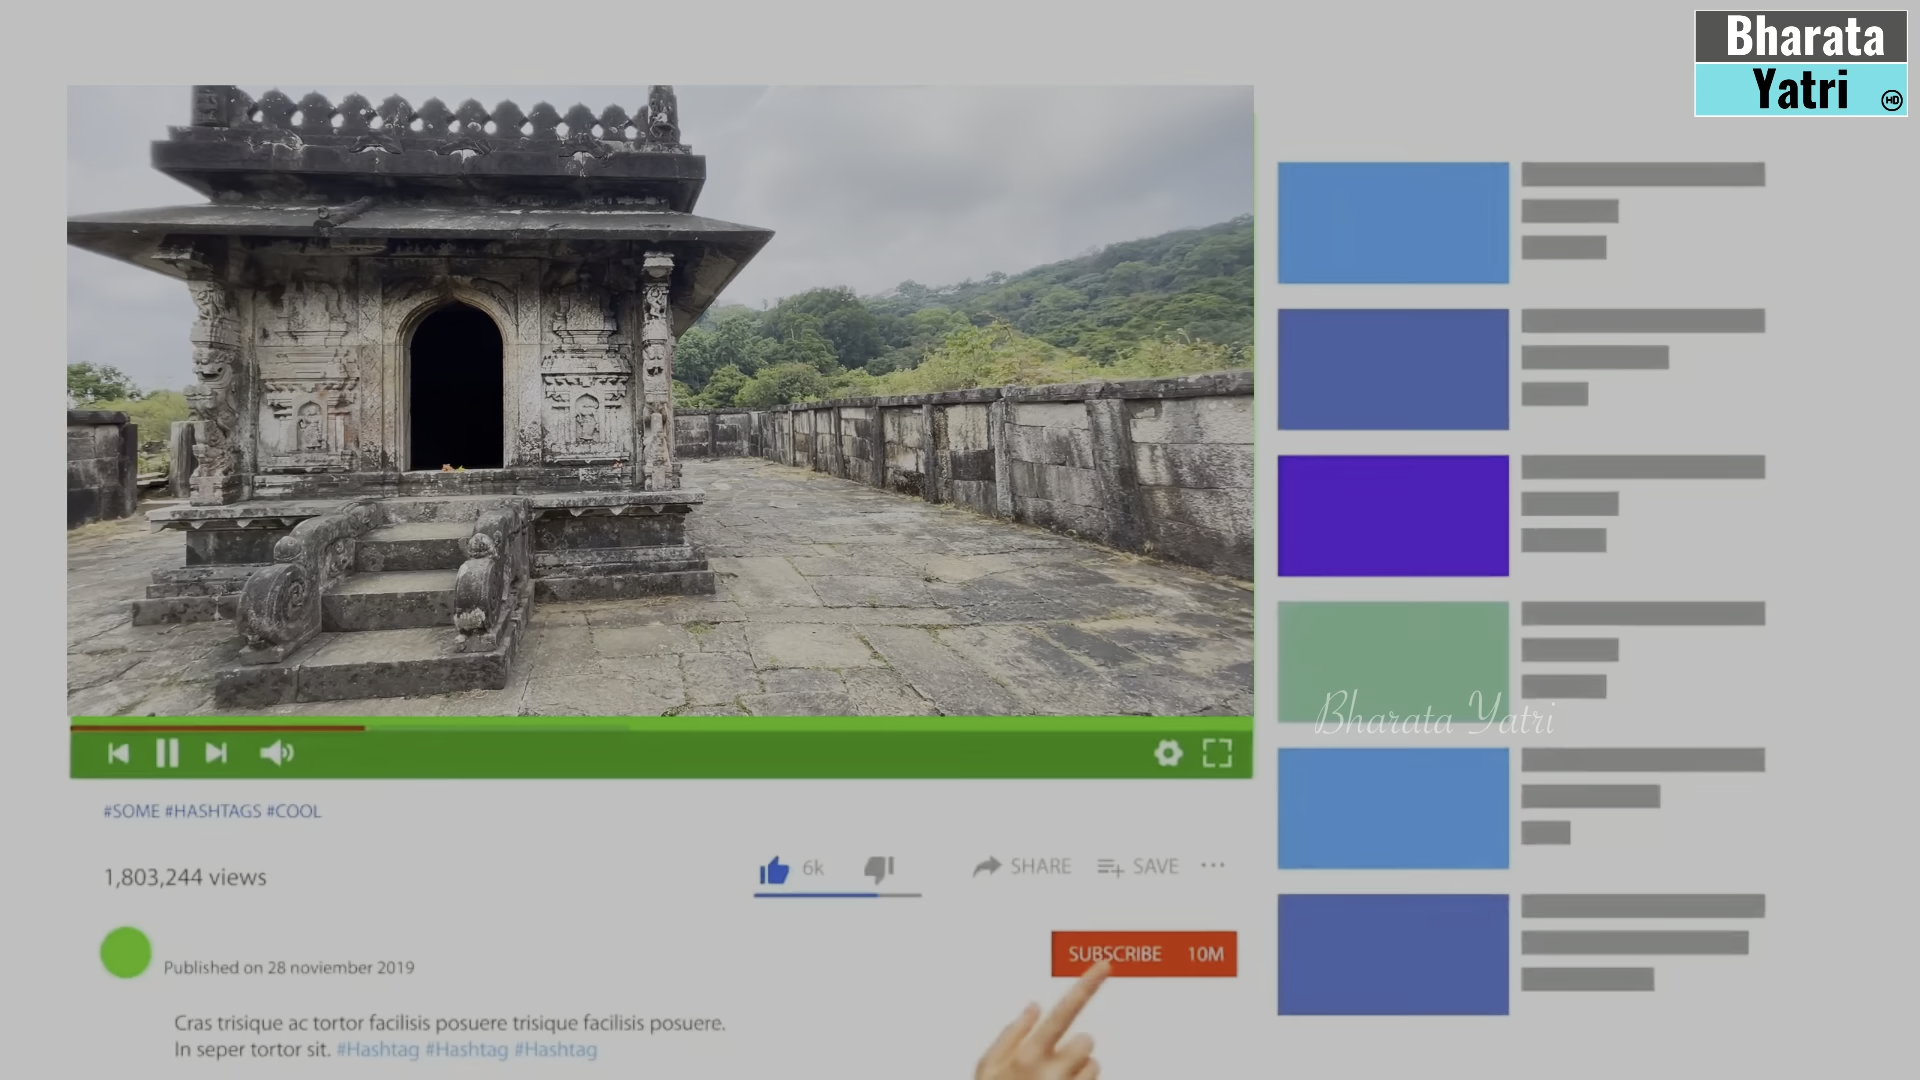 Bharata
Yatri
HD
Bharata Yatri
#SOME #HASHTAGS #COOL
1,803,244 views
6k
SHARE
SAVE
SUBSCRIBE 10M
Published on 28 noviember 2019
Cras trisique ac tortor facilisis posuere trisique facilisis posuere.
In seper tortor sit. #Hashtag #Hashtag #Hashtag